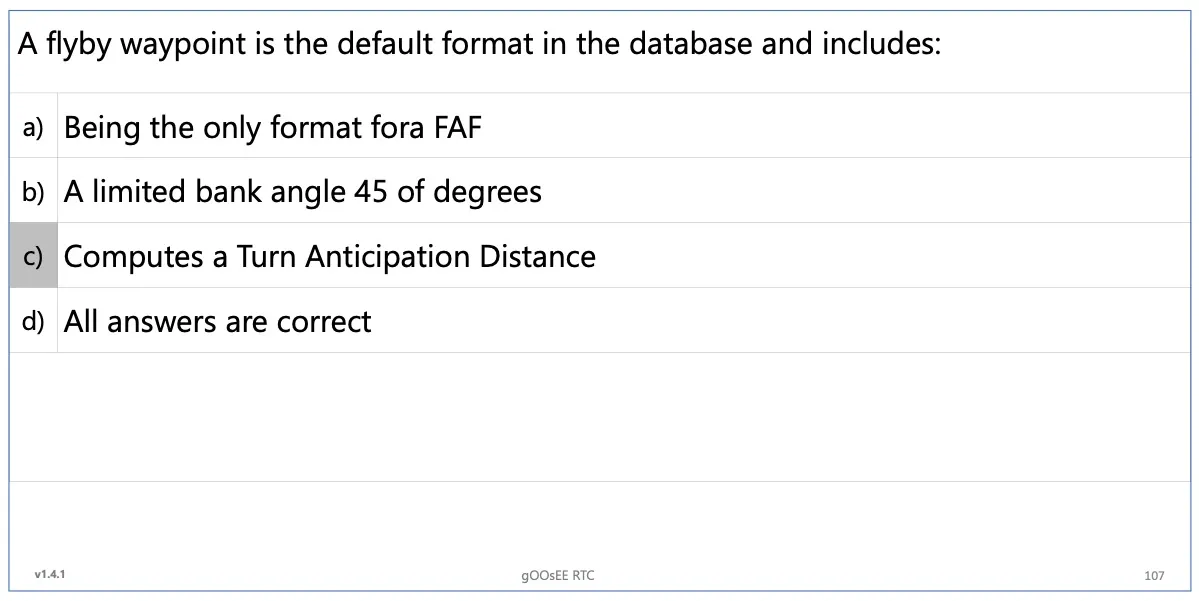 A flyby waypoint is the default format in the database and includes:
a) Being the only format fora FAF
b) A limited bank angle 45 of degrees
c) Computes a Turn Anticipation Distance
d) All answers are correct
v1.4.1 gOOsEE RTC 107